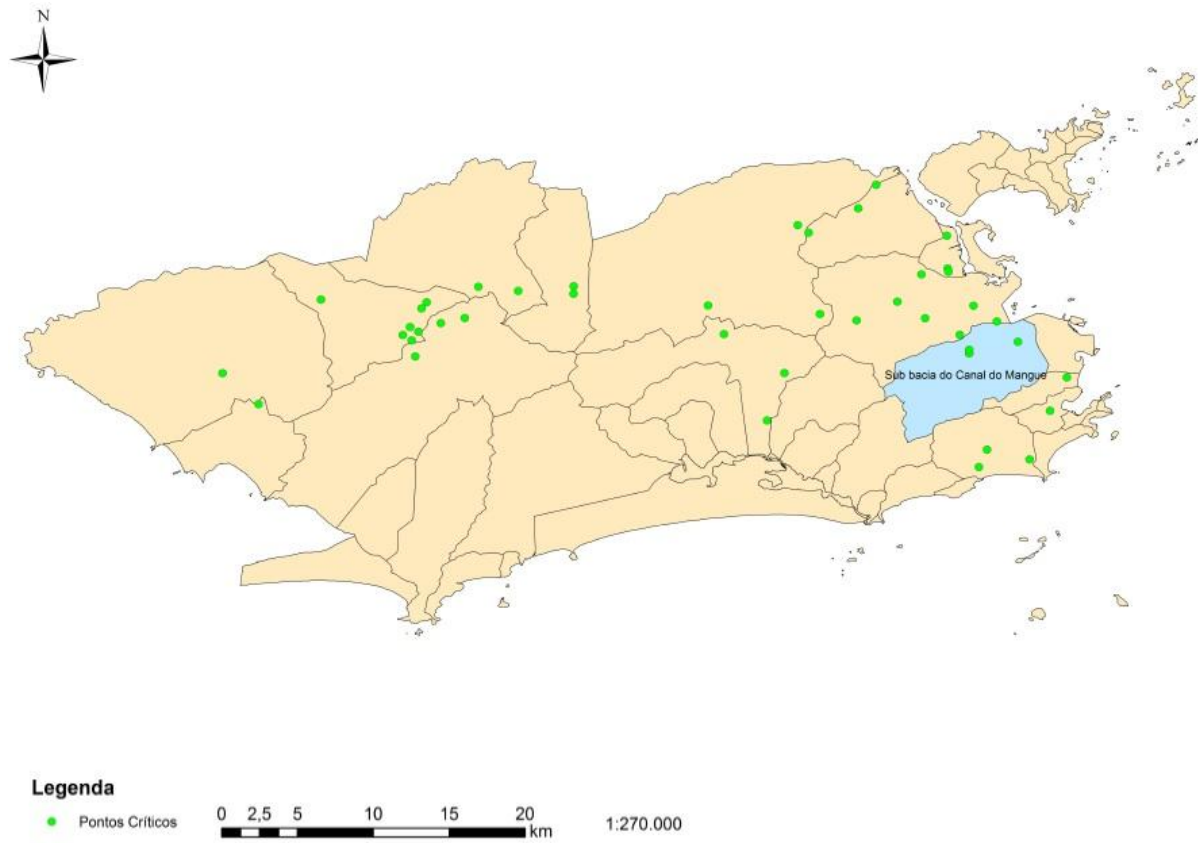 N
Sub bacia do Canal do Mangue
Legenda
Pontos Críticos
0 2,5 5 10 15 20
km
1:270.000